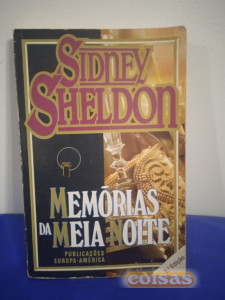 SIDNEY
SHELDON
MEMÓRIAS
DA MEIA-NOITE
PUBLICAÇÕES
EUROPA-AMÉRICA
coisas